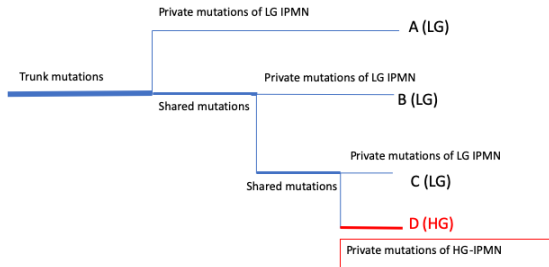 Private mutations of LG IPMN
A (LG)
Trunk mutations
Private mutations of LG IPMN
B (LG)
Shared mutations
Private mutations of LG IPMN
C (LG)
Shared mutations
D (HG)
Private mutations of HG-IPMN